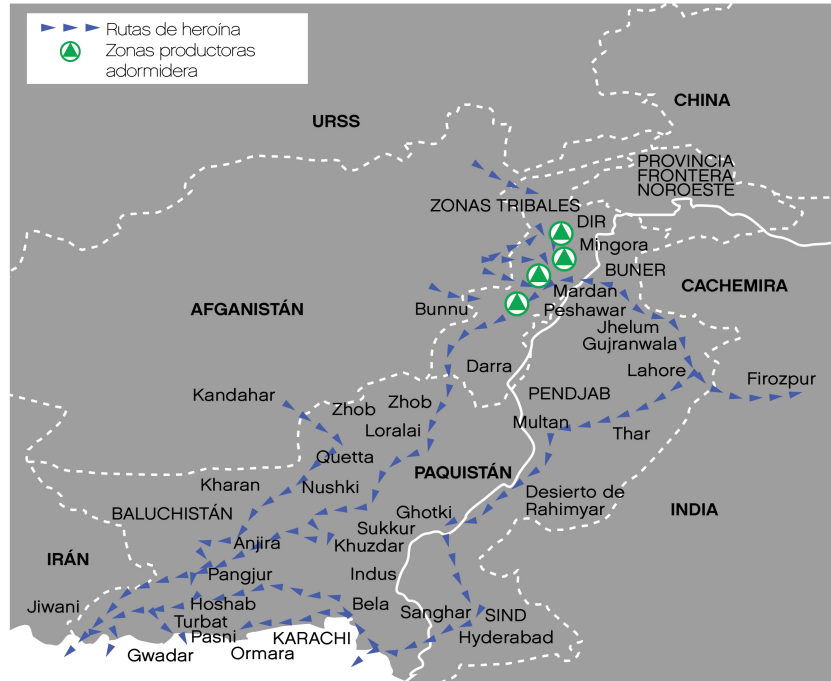 Rutas de heroína
Zonas productoras
adormidera
CHINA
URSS
PROVINCIA
FRONTERA
NOROESTE
ZONAS TRIBALES
DIR
Mingora
BUNER
CACHEMIRA
AFGANISTÁN
Bunnu
Mardan
Peshawar
Jhelum
Gujranwala
Darra
Lahore
Firozpur
Kandahar
Zhob
Zhob
PENDJAB
Loralai
Multan
Thar
Quetta
PAQUISTÁN
Kharan
Nushki
Desierto de
Rahimyar
BALUCHISTÁN
Ghotki
INDIA
Sukkur
Anjira
Khuzdar
IRÁN
Pangjur
Indus
Jiwani
Hoshab
Bela
Sanghar
SIND
Turbat
Pasni
KARACHI
Hyderabad
Gwadar
Ormara